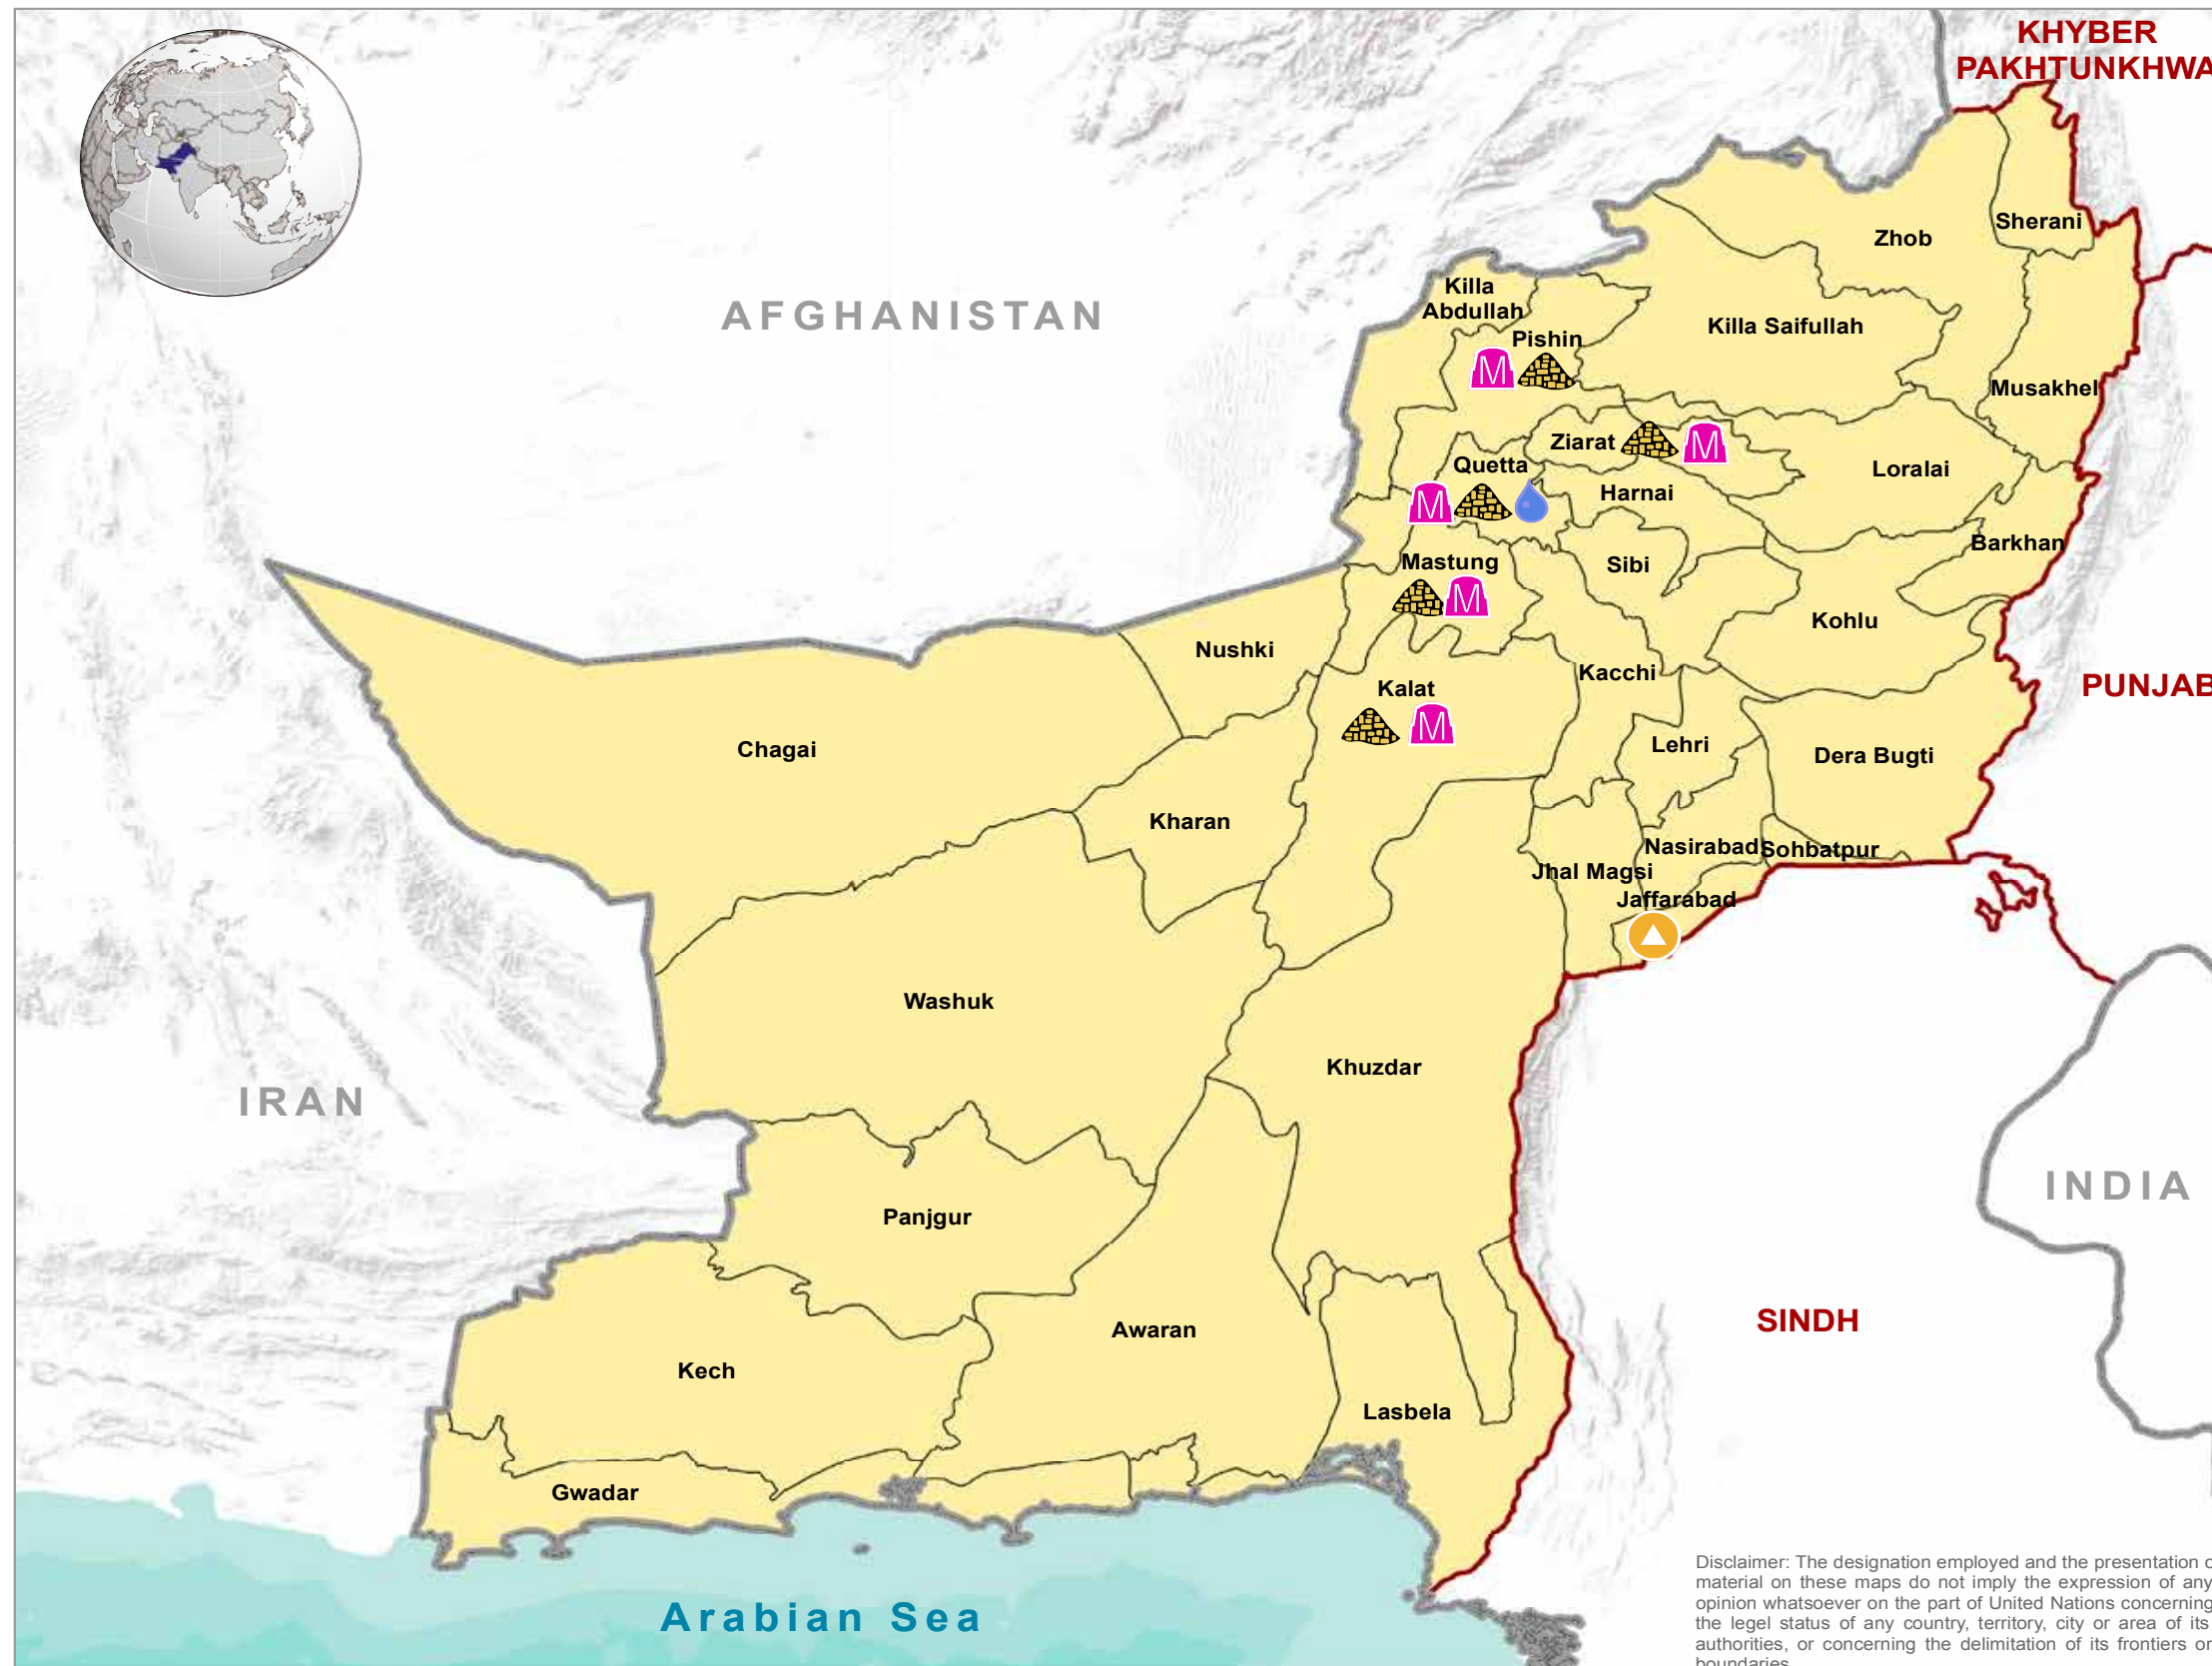 KHYBER
PAKHTUNKHWA
AFGHANISTAN
Zhob
Sherani
Killa
Abdullah
Killa Saifullah
Pishin
M
Musakhel
Ziarat
M
Quetta
Loralai
Harnai
M
Barkhan
Mastung
Sibi
M
Kohlu
Nushki
Kacchi
PUNJAB
Kalat
M
Chagai
Lehri
Dera Bugti
Kharan
Nasirabad
Sohbatpur
Jhal Magsi
Jaffarabad
Washuk
Khuzdar
IRAN
INDIA
Panjgur
SINDH
Awaran
Kech
Lasbela
Gwadar
Arabian Sea
Disclaimer: The designation employed and the presentation
material on these maps do not imply the expression of any
opinion whatsoever on the part of United Nations concerning
the legel status of any country, territory, city or area of its
authorities, or concerning the delimitation of its frontiers or
boundaries